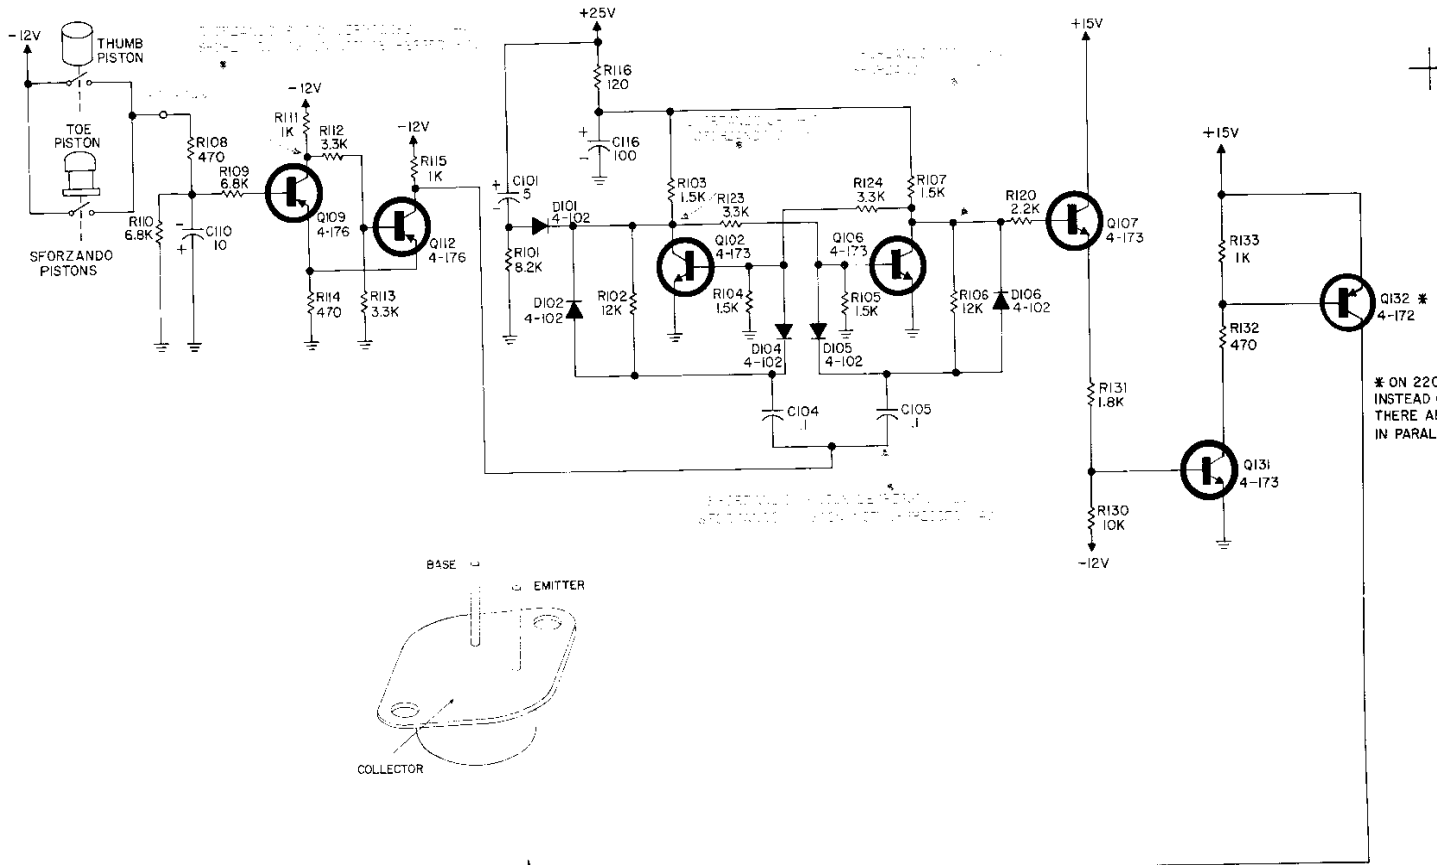 -12V
THUMB
PISTON
TOE
PISTON
SFORZANDO
PISTONS
R108
470
R110
6.8K
C110
10
R109
6.8K
-12V
R111
1K
R112
3.3K
Q109
4-176
R114
470
R113
3.3K
-12V
R115
1K
Q112
4-176
+25V
R116
120
C116
100
C101
5
D101
4-102
R101
8.2K
D102
4-102
R102
12K
R103
1.5K
R123
3.3K
Q102
4-173
R104
1.5K
D104
4-102
R124
3.3K
R107
1.5K
Q106
4-173
R105
1.5K
D105
4-102
R106
12K
D106
4-102
C104
.1
C105
.1
R120
2.2K
+15V
Q107
4-173
R131
1.8K
R130
10K
-12V
+15V
R133
1K
R132
470
Q131
4-173
Q132 *
4-172
* ON 220
INSTEAD
THERE
IN
BASE
EMITTER
COLLECTOR